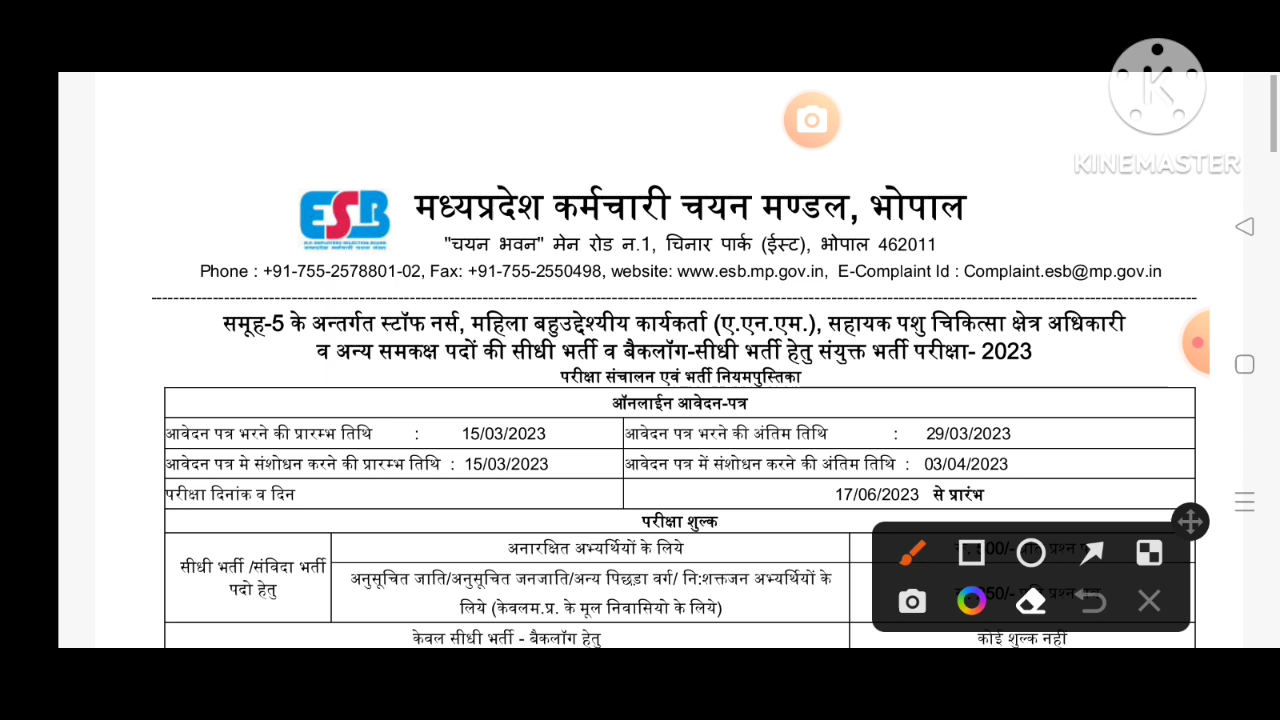 KINEMASTER
ESB
मध्यप्रदेश कर्मचारी चयन मण्डल, भोपाल
"चयन भवन" मेन रोड न.1, चिनार पार्क (ईस्ट), भोपाल 462011
Phone : +91-755-2578801-02, Fax: +91-755-2550498, website: www.esb.mp.gov.in, E-Complaint Id : Complaint.esb@mp.gov.in
समूह-5 के अन्तर्गत स्टॉफ नर्स, महिला बहुउद्देश्यीय कार्यकर्ता (ए.एन.एम.), सहायक पशु चिकित्सा क्षेत्र अधिकारी
व अन्य समकक्ष पदों की सीधी भर्ती व बैकलॉग-सीधी भर्ती हेतु संयुक्त भर्ती परीक्षा- 2023
परीक्षा संचालन एवं भर्ती नियमपुस्तिका
ऑनलाईन आवेदन-पत्र
आवेदन पत्र भरने की प्रारम्भ तिथि : 15/03/2023 आवेदन पत्र भरने की अंतिम तिथि : 29/03/2023
आवेदन पत्र मे संशोधन करने की प्रारम्भ तिथि : 15/03/2023 आवेदन पत्र में संशोधन करने की अंतिम तिथि : 03/04/2023
परीक्षा दिनांक व दिन 17/06/2023 से प्रारंभ
परीक्षा शुल्क
सीधी भर्ती /संविदा भर्ती
पदो हेतु
अनारक्षित अभ्यर्थियों के लिये
अनुसूचित जाति/अनुसूचित जनजाति/अन्य पिछड़ा वर्ग/ नि:शक्तजन अभ्यर्थियों के
लिये (केवलम.प्र. के मूल निवासियो के लिये)
केवल सीधी भर्ती - बैकलॉग हेतु कोई शुल्क नहीं